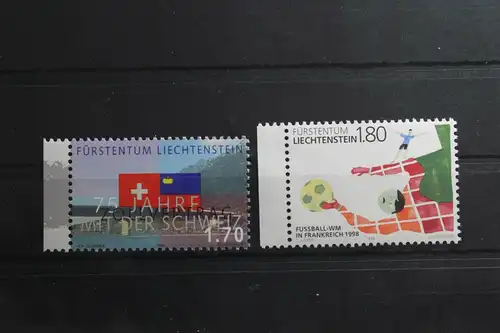 FÜRSTENTUM LIECHTENSTEIN
75 JAHRE
MIT DER SCHWEIZ
1.70
FÜRSTENTUM
LIECHTENSTEIN 1.80
FUSSBALL-WM
IN FRANKREICH 1998